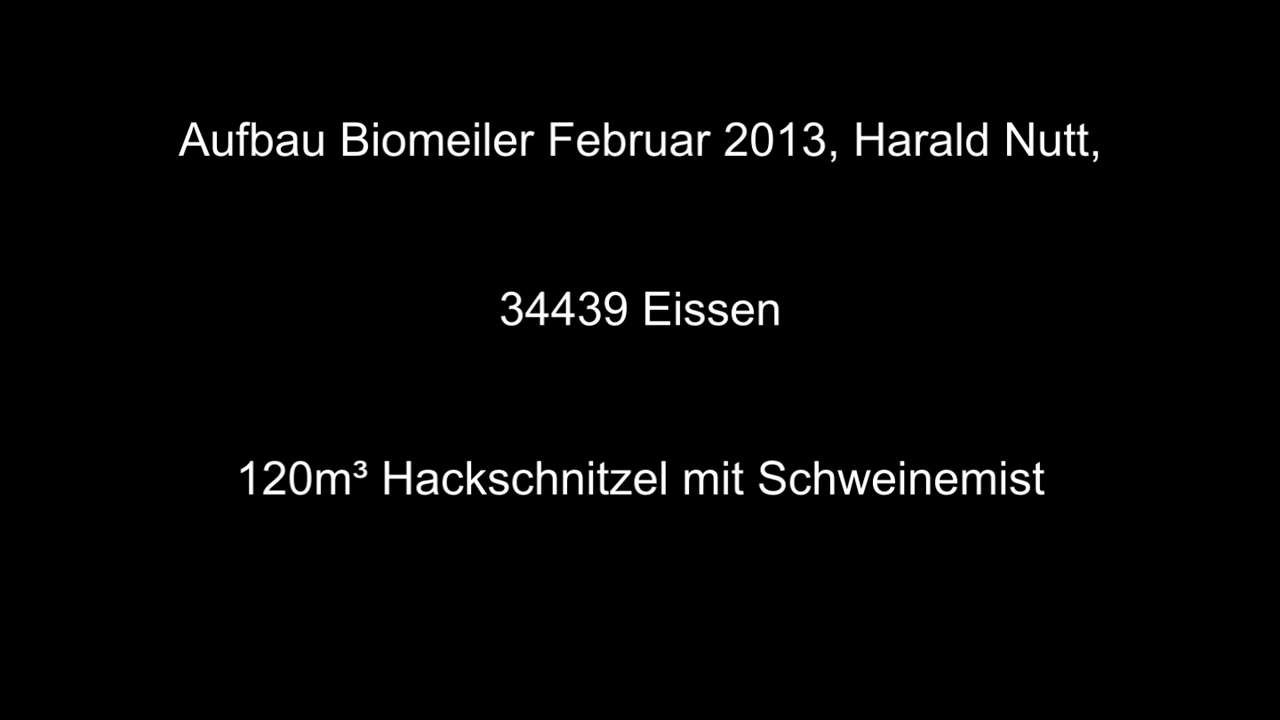 Aufbau Biomeiler Februar 2013, Harald Nutt,
34439 Eissen
120m³ Hackschnitzel mit Schweinemist